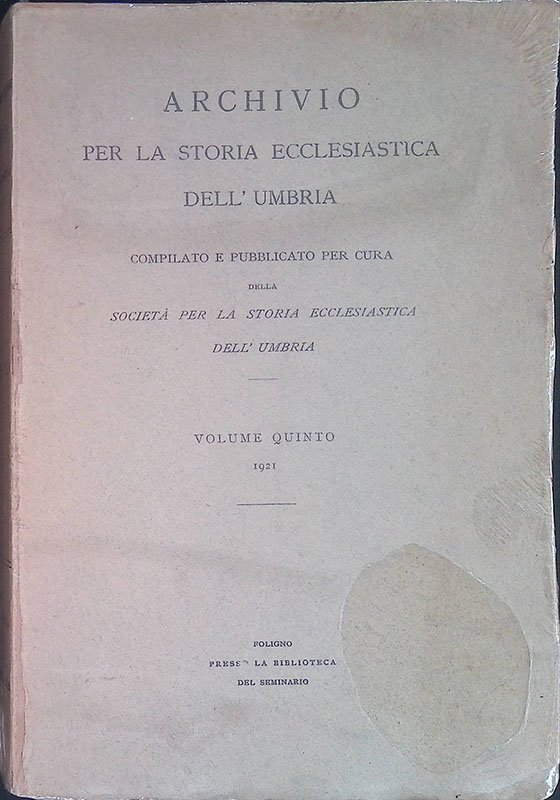 ARCHIVIO
PER LA STORIA ECCLESIASTICA
DELL' UMBRIA
COMPILATO E PUBBLICATO PER CURA
DELLA
SOCIETÀ PER LA STORIA ECCLESIASTICA
DELL' UMBRIA
VOLUME QUINTO
1921
FOLIGNO
PRESSO LA BIBLIOTECA
DEL SEMINARIO